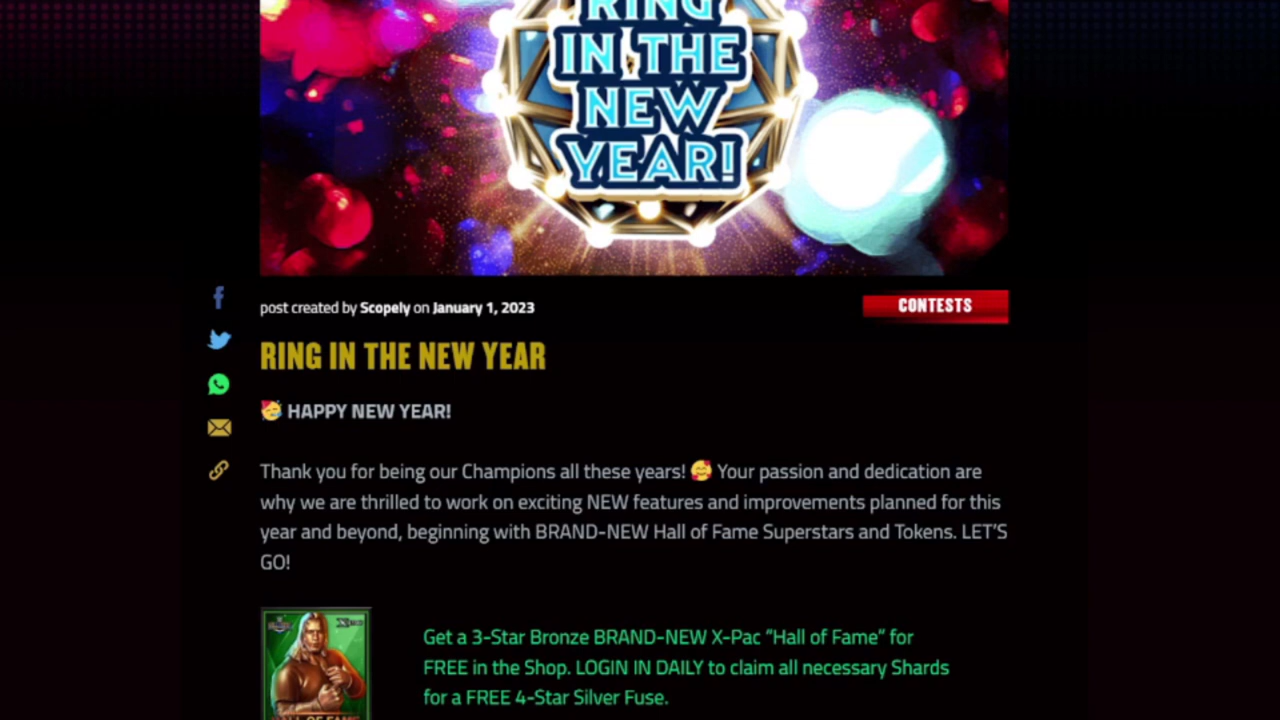 RING
IN THE
NEW
YEAR!
post created by Scopely on January 1, 2023
CONTESTS
RING IN THE NEW YEAR
🥳 HAPPY NEW YEAR!
Thank you for being our Champions all these years! 🥰 Your passion and dedication are
why we are thrilled to work on exciting NEW features and improvements planned for this
year and beyond, beginning with BRAND-NEW Hall of Fame Superstars and Tokens. LET'S
GO!
Get a 3-Star Bronze BRAND-NEW X-Pac "Hall of Fame" for
FREE in the Shop. LOGIN IN DAILY to claim all necessary Shards
for a FREE 4-Star Silver Fuse.
HALL OF FAME